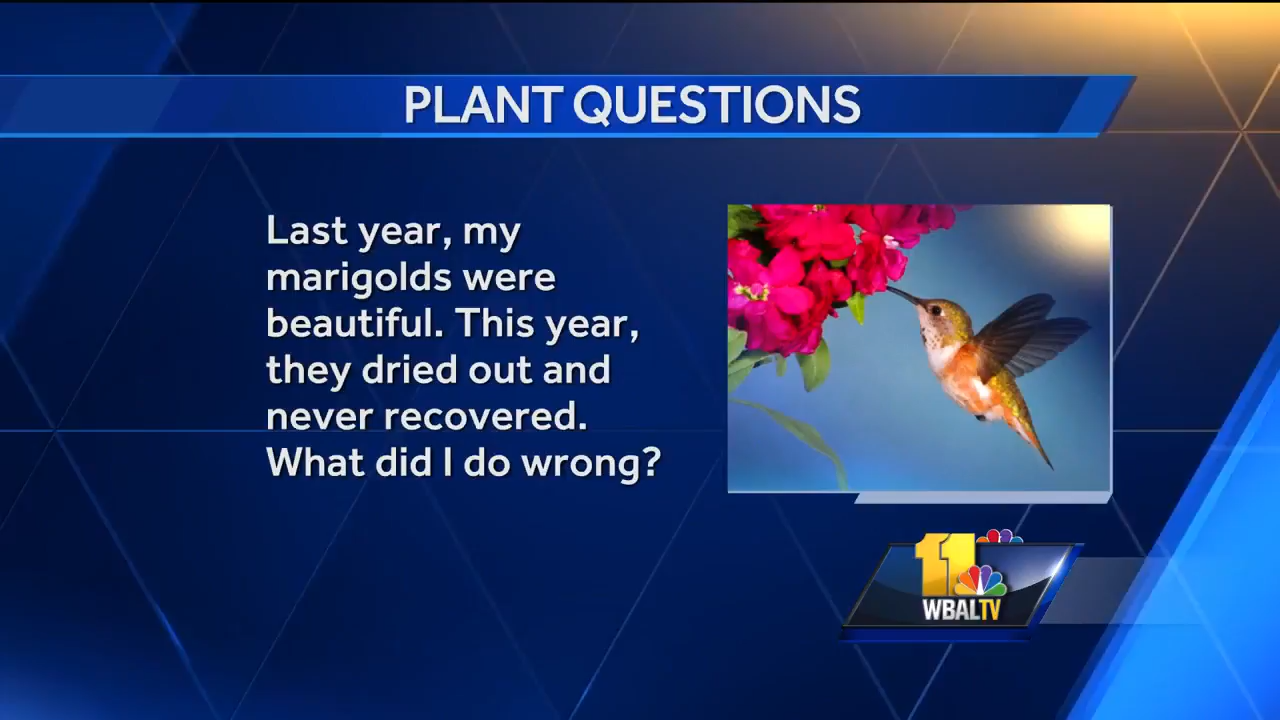 PLANT QUESTIONS
Last year, my
marigolds were
beautiful. This year,
they dried out and
never recovered.
What did I do wrong?
11
WBALTV